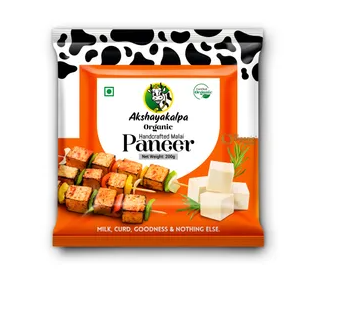 Akshayakalpa
Organic
Handcrafted Malai
Paneer
Net Weight: 200g
MILK, CURD, GOODNESS & NOTHING ELSE.